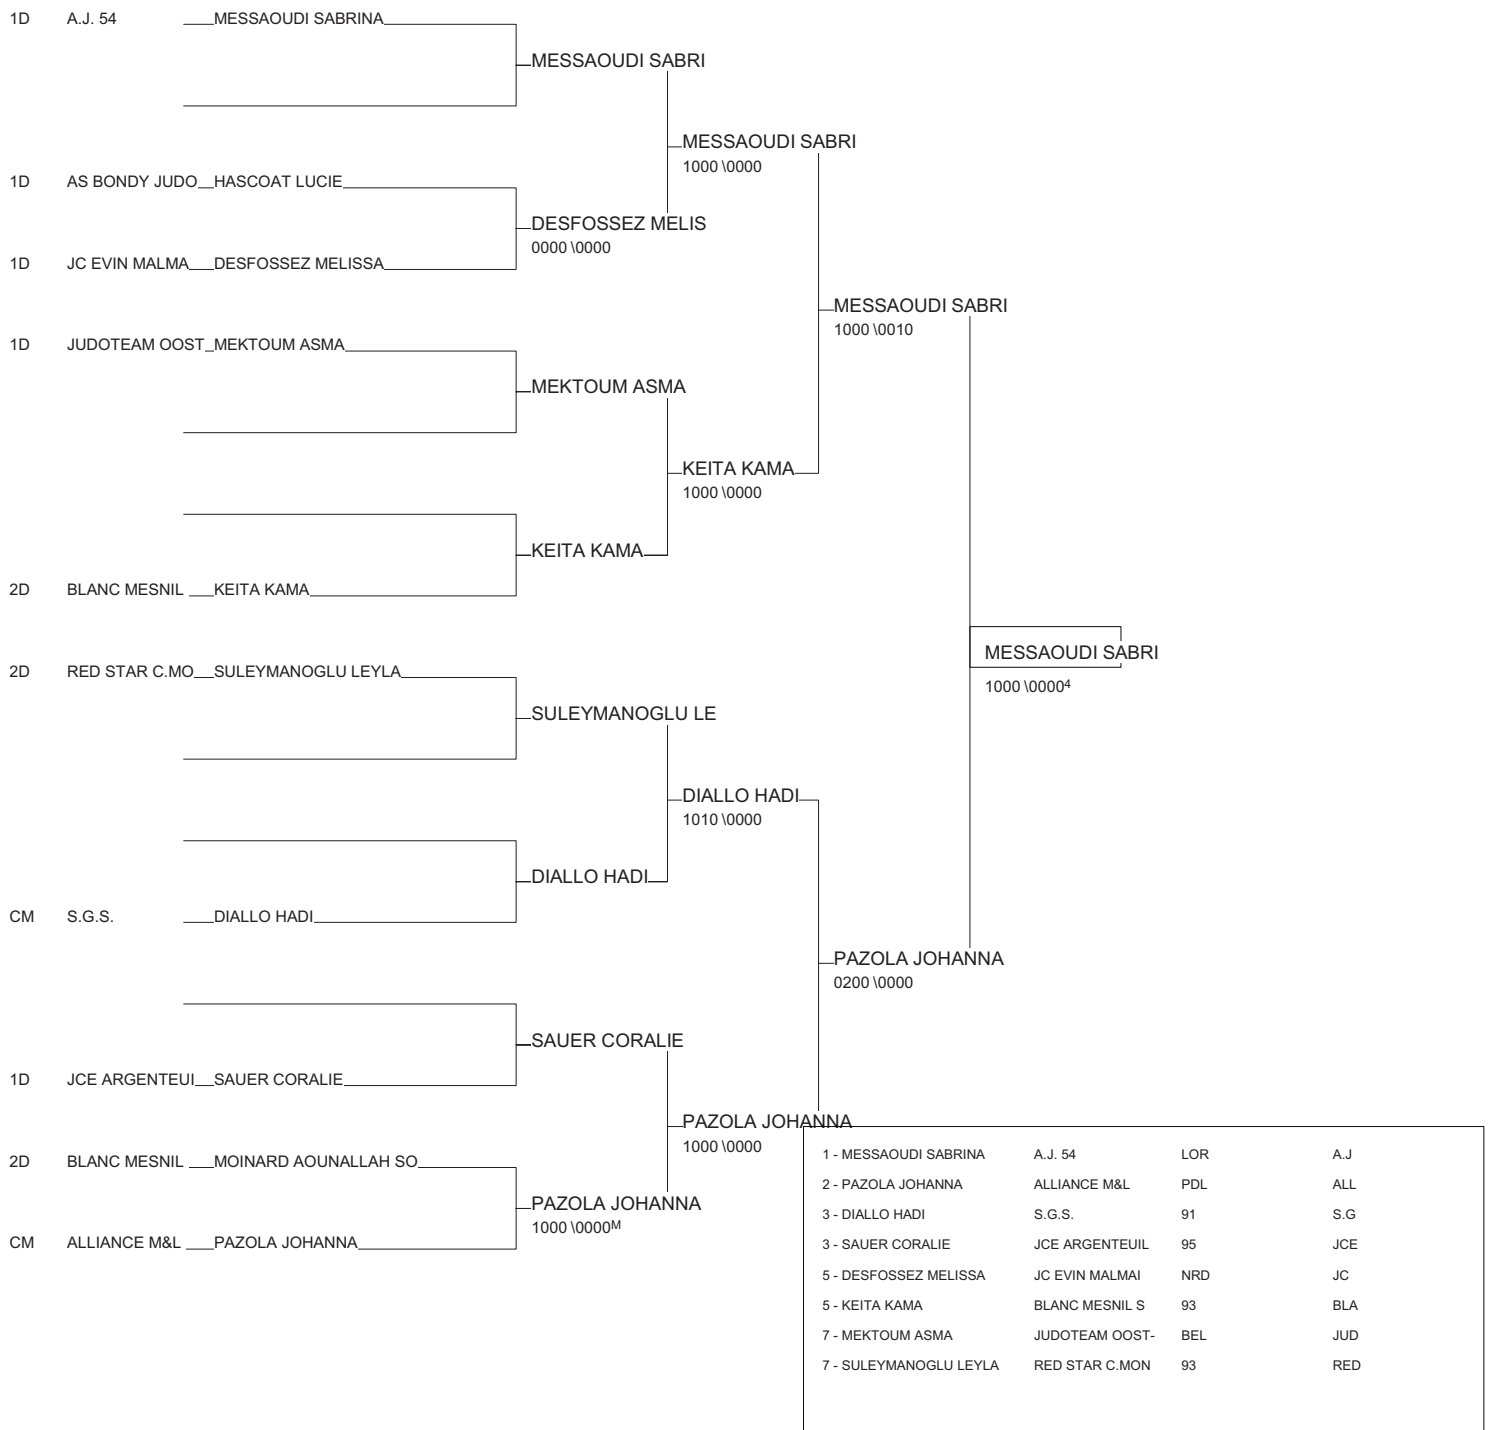 1D A.J. 54 MESSAOUDI SABRINA
MESSAOUDI SABRI
MESSAOUDI SABRI
1000 \0000
1D AS BONDY JUDO HASCOAT LUCIE
DESFOSSEZ MELIS
0000 \0000
1D JC EVIN MALMA DESFOSSEZ MELISSA
MESSAOUDI SABRI
1000 \0010
1D JUDOTEAM OOST MEKTOUM ASMA
MEKTOUM ASMA
KEITA KAMA
1000 \0000
KEITA KAMA
2D BLANC MESNIL KEITA KAMA
MESSAOUDI SABRI
1000 \0000⁴
2D RED STAR C.MO SULEYMANOGLU LEYLA
SULEYMANOGLU LE
DIALLO HADI
1010 \0000
DIALLO HADI
CM S.G.S. DIALLO HADI
PAZOLA JOHANNA
0200 \0000
SAUER CORALIE
1D JCE ARGENTEUI SAUER CORALIE
PAZOLA JOHANNA
1000 \0000
2D BLANC MESNIL MOINARD AOUNALLAH SO
PAZOLA JOHANNA
1000 \0000ᴹ
CM ALLIANCE M&L PAZOLA JOHANNA
1 - MESSAOUDI SABRINA A.J. 54 LOR A.J
2 - PAZOLA JOHANNA ALLIANCE M&L PDL ALL
3 - DIALLO HADI S.G.S. 91 S.G
3 - SAUER CORALIE JCE ARGENTEUIL 95 JCE
5 - DESFOSSEZ MELISSA JC EVIN MALMAI NRD JC
5 - KEITA KAMA BLANC MESNIL S 93 BLA
7 - MEKTOUM ASMA JUDOTEAM OOST- BEL JUD
7 - SULEYMANOGLU LEYLA RED STAR C.MON 93 RED